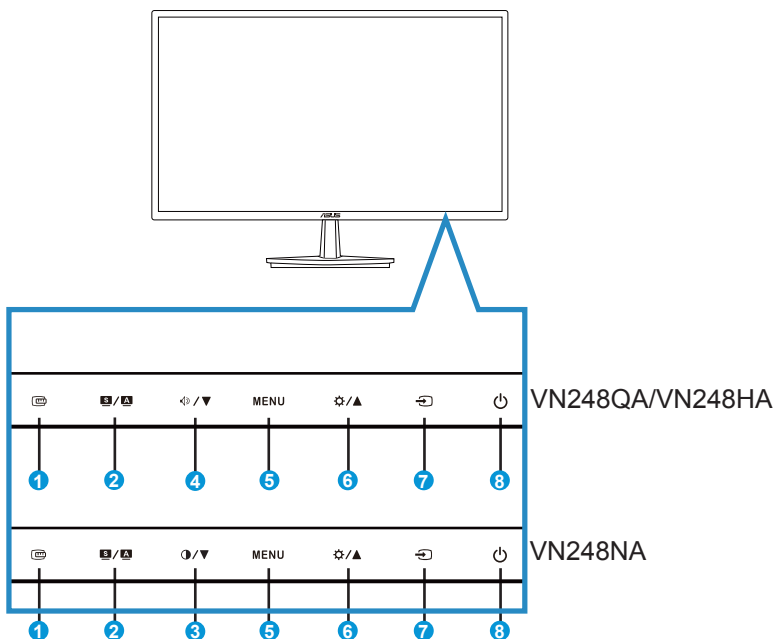 ASUS
S/A MENU VN248QA/VN248HA
1 2 4 5 6 7 8
S/A MENU VN248NA
1 2 3 5 6 7 8